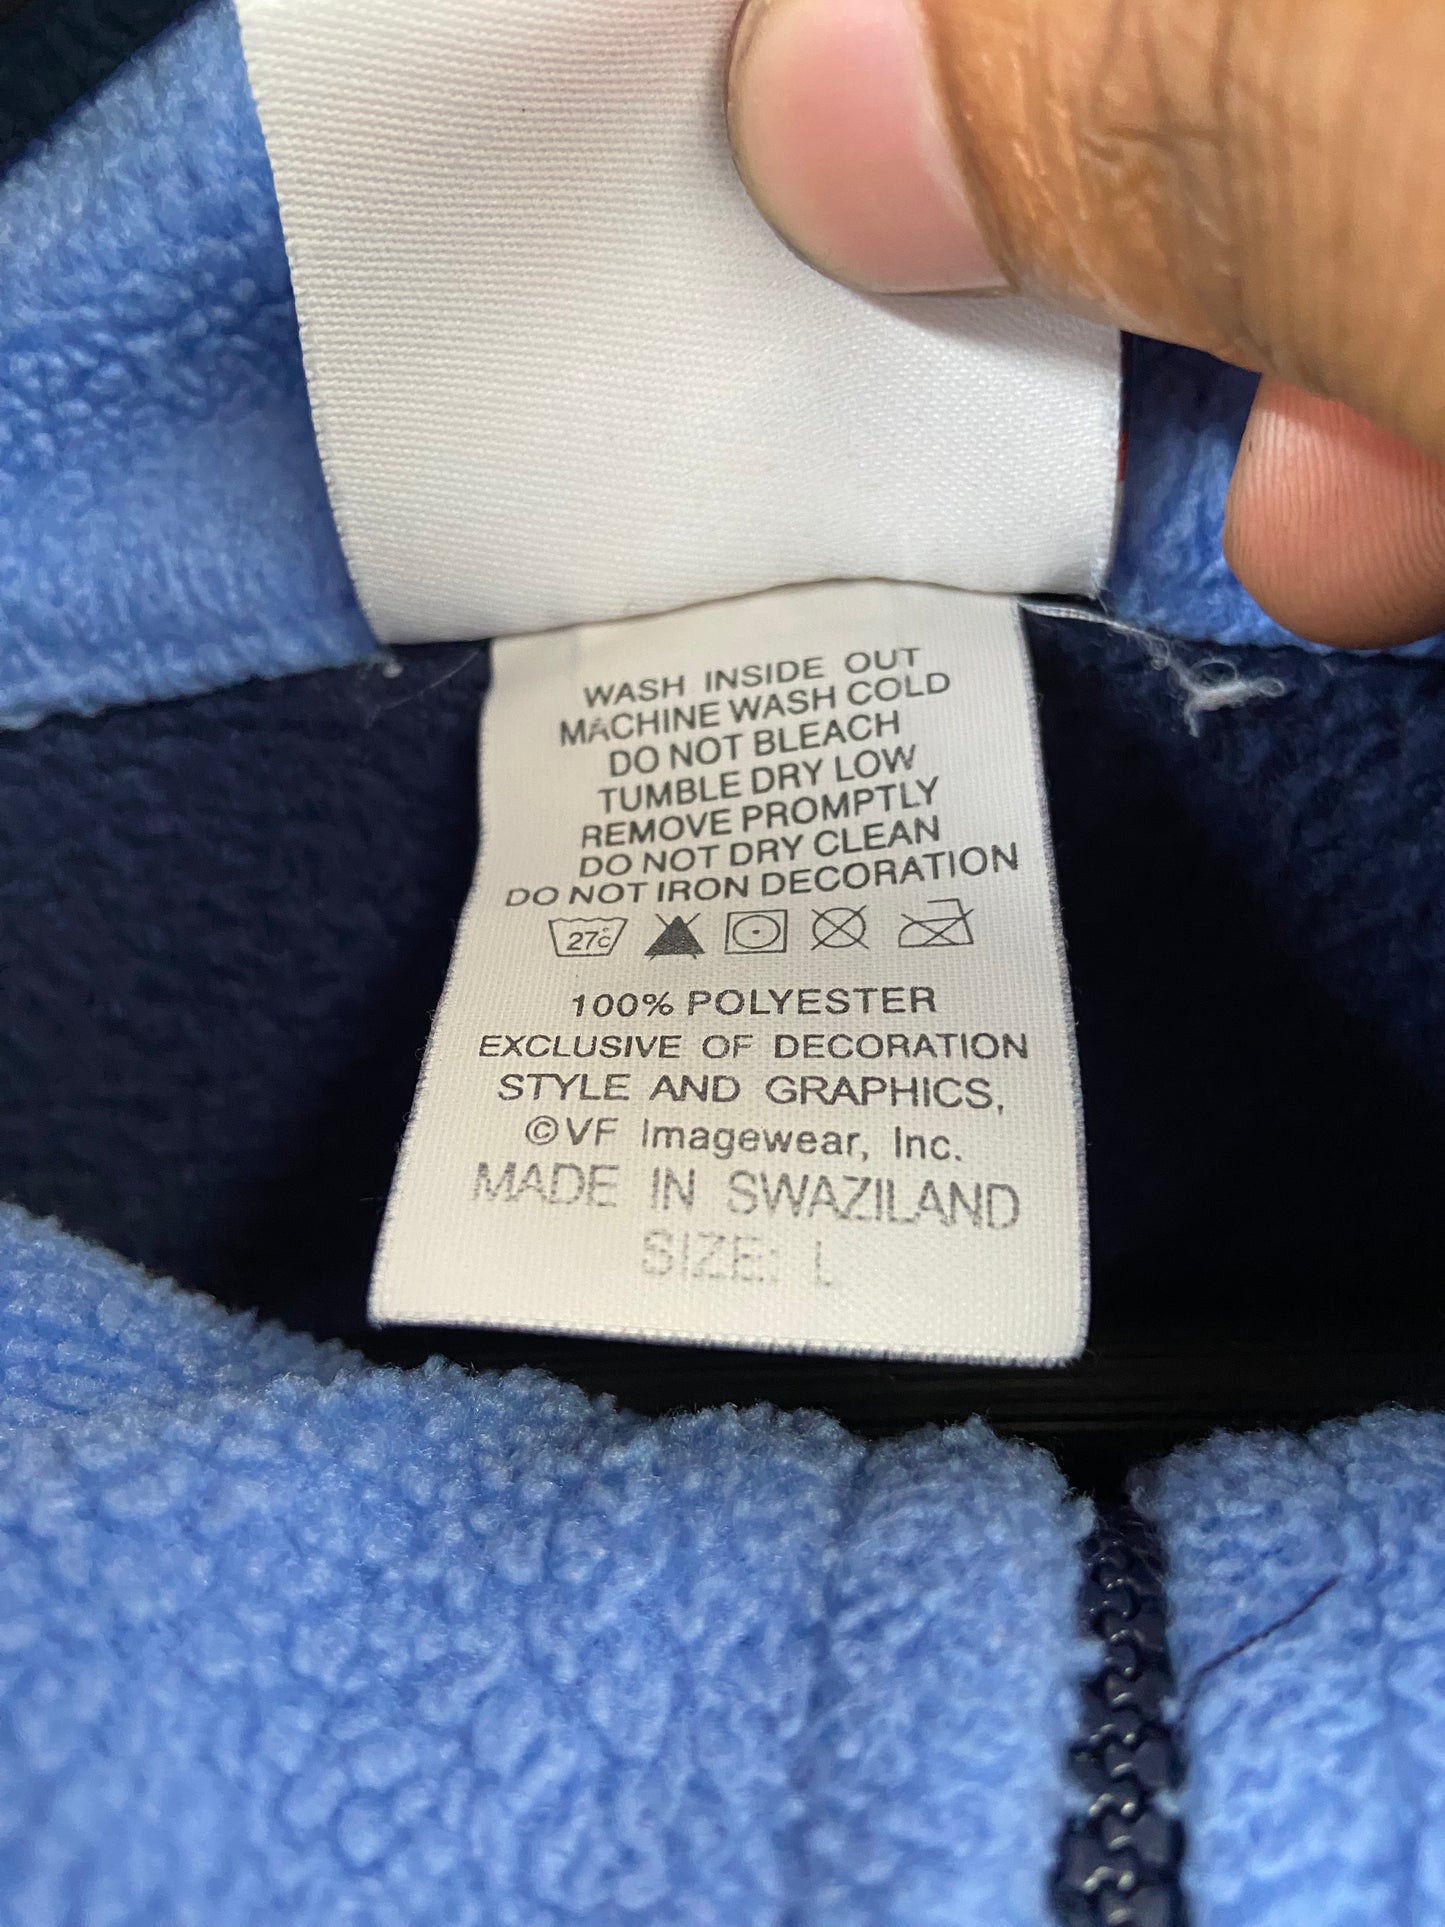 WASH INSIDE OUT
MACHINE WASH COLD
DO NOT BLEACH
TUMBLE DRY LOW
REMOVE PROMPTLY
DO NOT DRY CLEAN
DO NOT IRON DECORATION
27c
100% POLYESTER
EXCLUSIVE OF DECORATION
STYLE AND GRAPHICS,
©VF Imagewear, Inc.
MADE IN SWAZILAND
SIZE: L